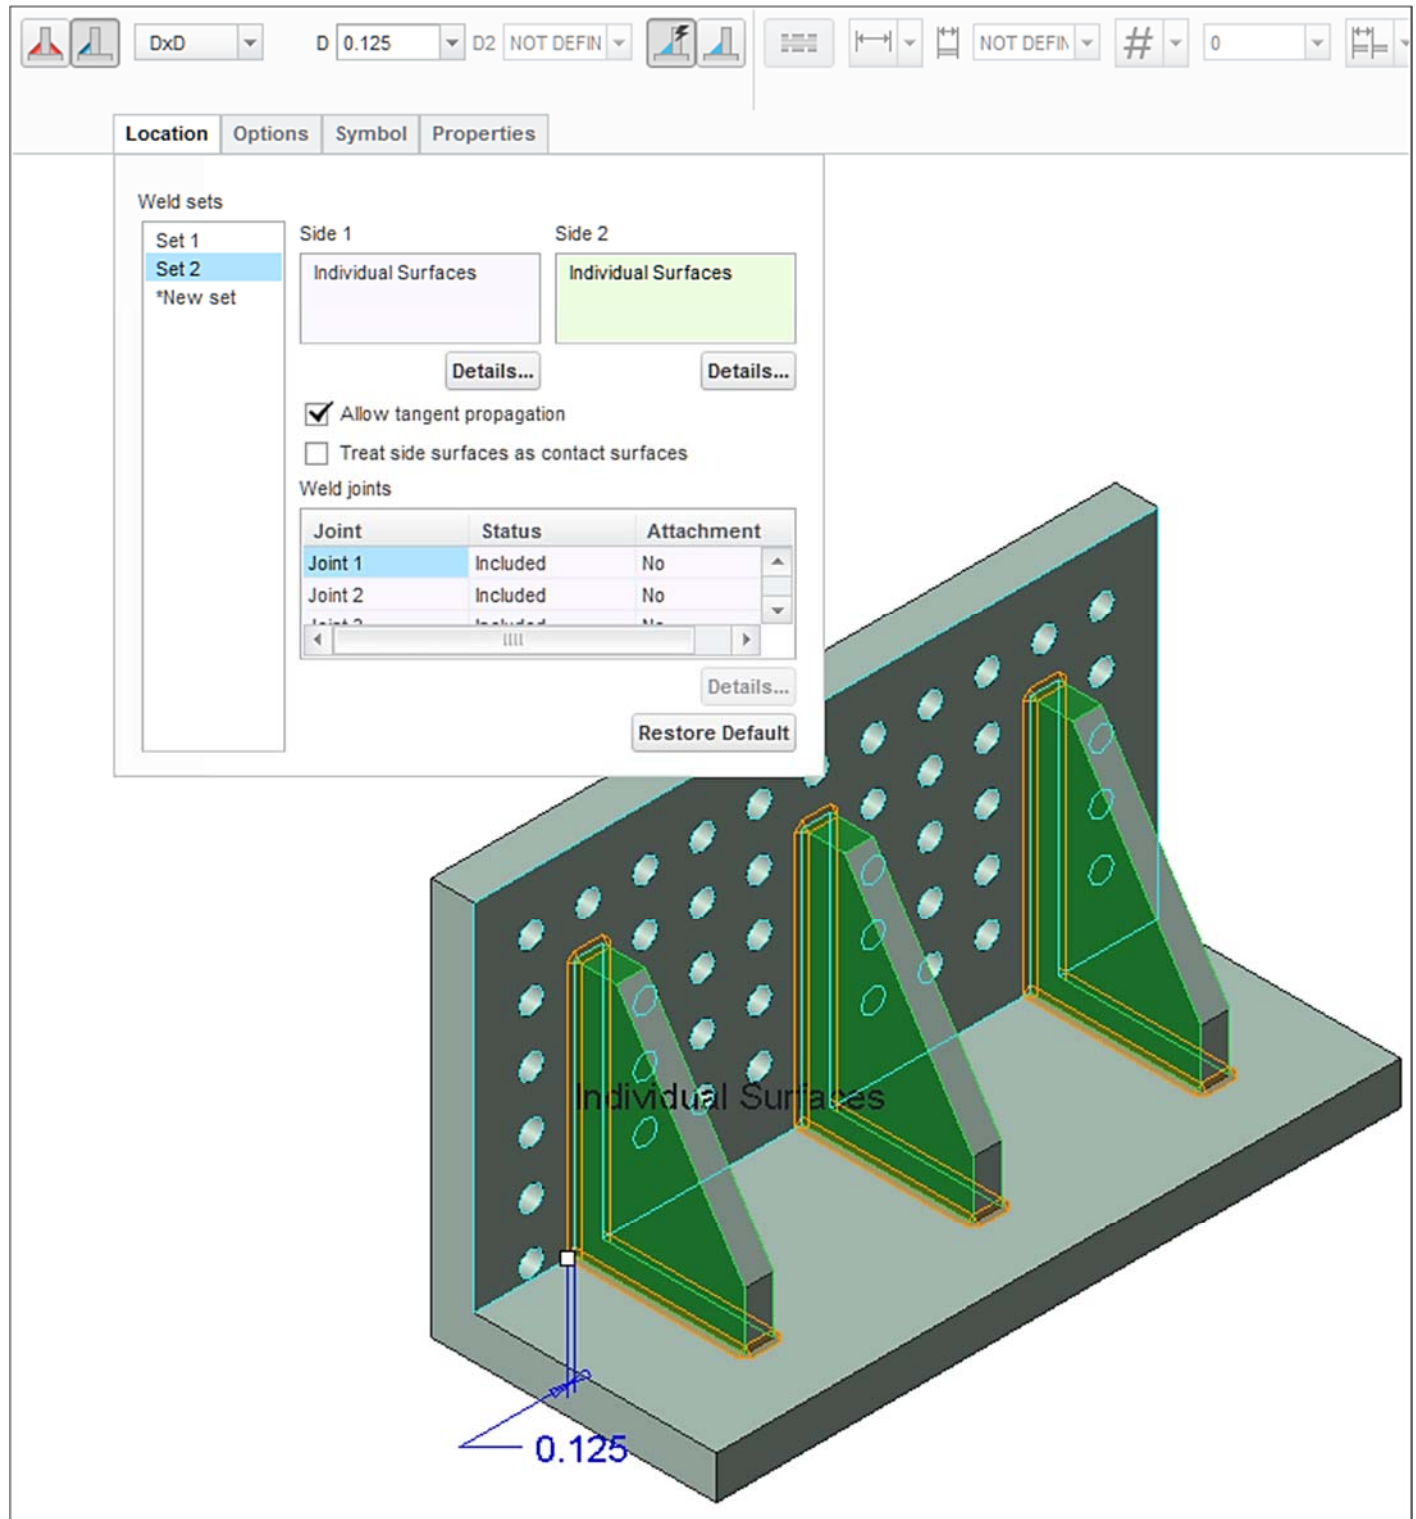 DxD D 0.125 D2 NOT DEFIN NOT DEFIN # 0
Location Options Symbol Properties
Weld sets
Set 1
Set 2
*New set
Side 1 Side 2
Individual Surfaces Individual Surfaces
Details... Details...
Allow tangent propagation
Treat side surfaces as contact surfaces
Weld joints
Joint Status Attachment
Joint 1 Included No
Joint 2 Included No
Details...
Restore Default
Individual Surfaces
0.125